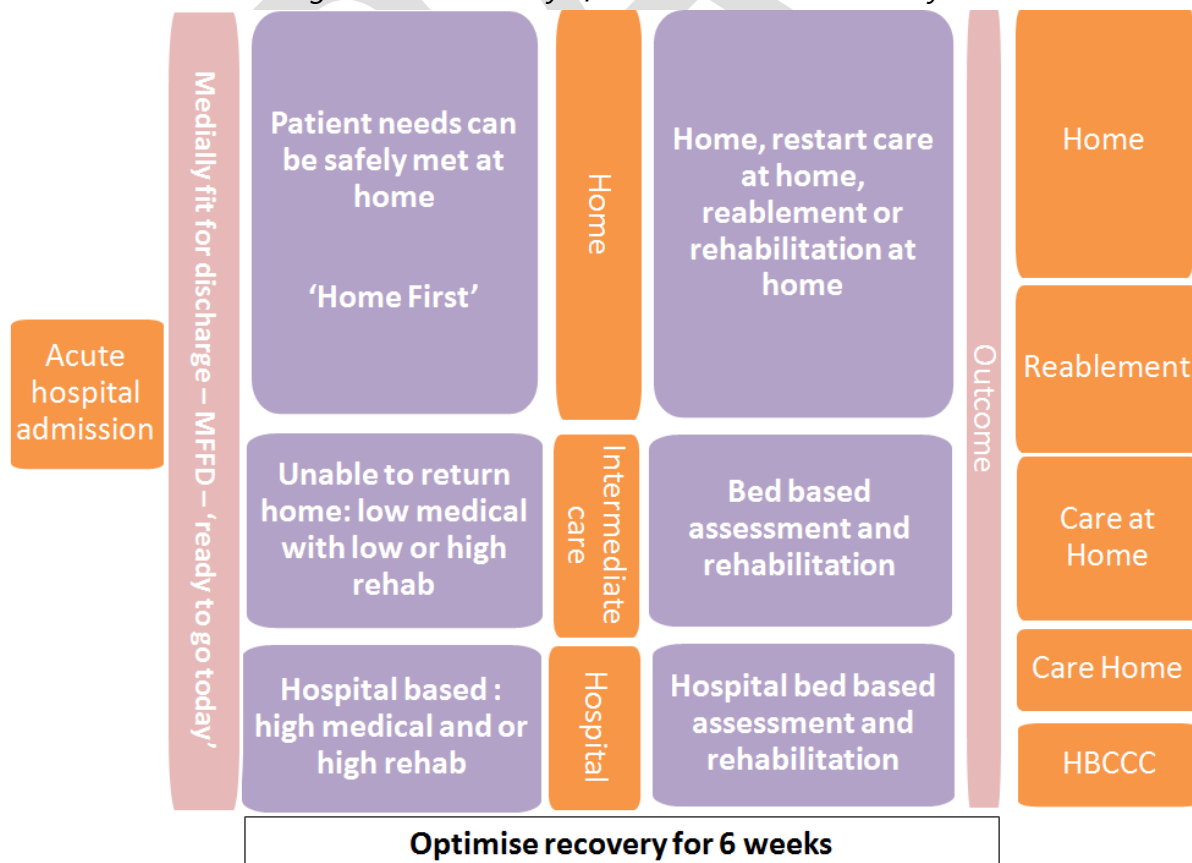 Acute
hospital
admission
Medially fit for discharge – MFFD – ‘ready to go today’
Patient needs can
be safely met at
home
‘Home First’
Home
Home, restart care
at home,
reablement or
rehabilitation at
home
Unable to return
home: low medical
with low or high
rehab
Intermediate
care
Bed based
assessment and
rehabilitation
Hospital based :
high medical and or
high rehab
Hospital
Hospital bed based
assessment and
rehabilitation
Outcome
Home
Reablement
Care at
Home
Care Home
HBCCC
Optimise recovery for 6 weeks